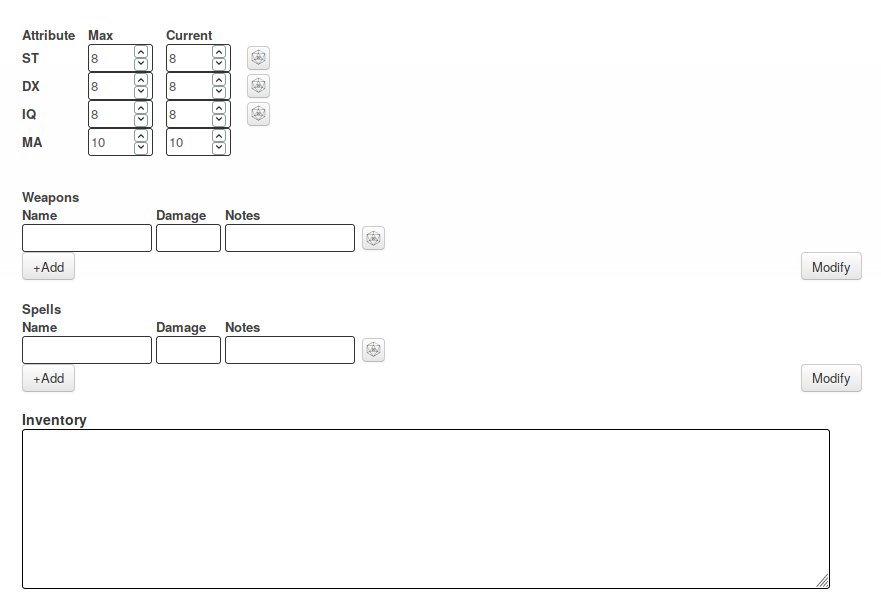 Attribute Max Current
ST 8 8
DX 8 8
IQ 8 8
MA 10 10
Weapons
Name Damage Notes
+Add Modify
Spells
Name Damage Notes
+Add Modify
Inventory